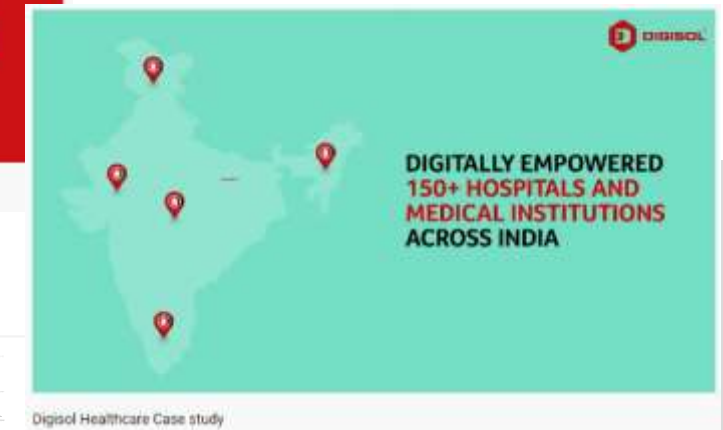 DIGISOL
DIGITALLY EMPOWERED
150+ HOSPITALS AND
MEDICAL INSTITUTIONS
ACROSS INDIA
Digisol Healthcare Case study